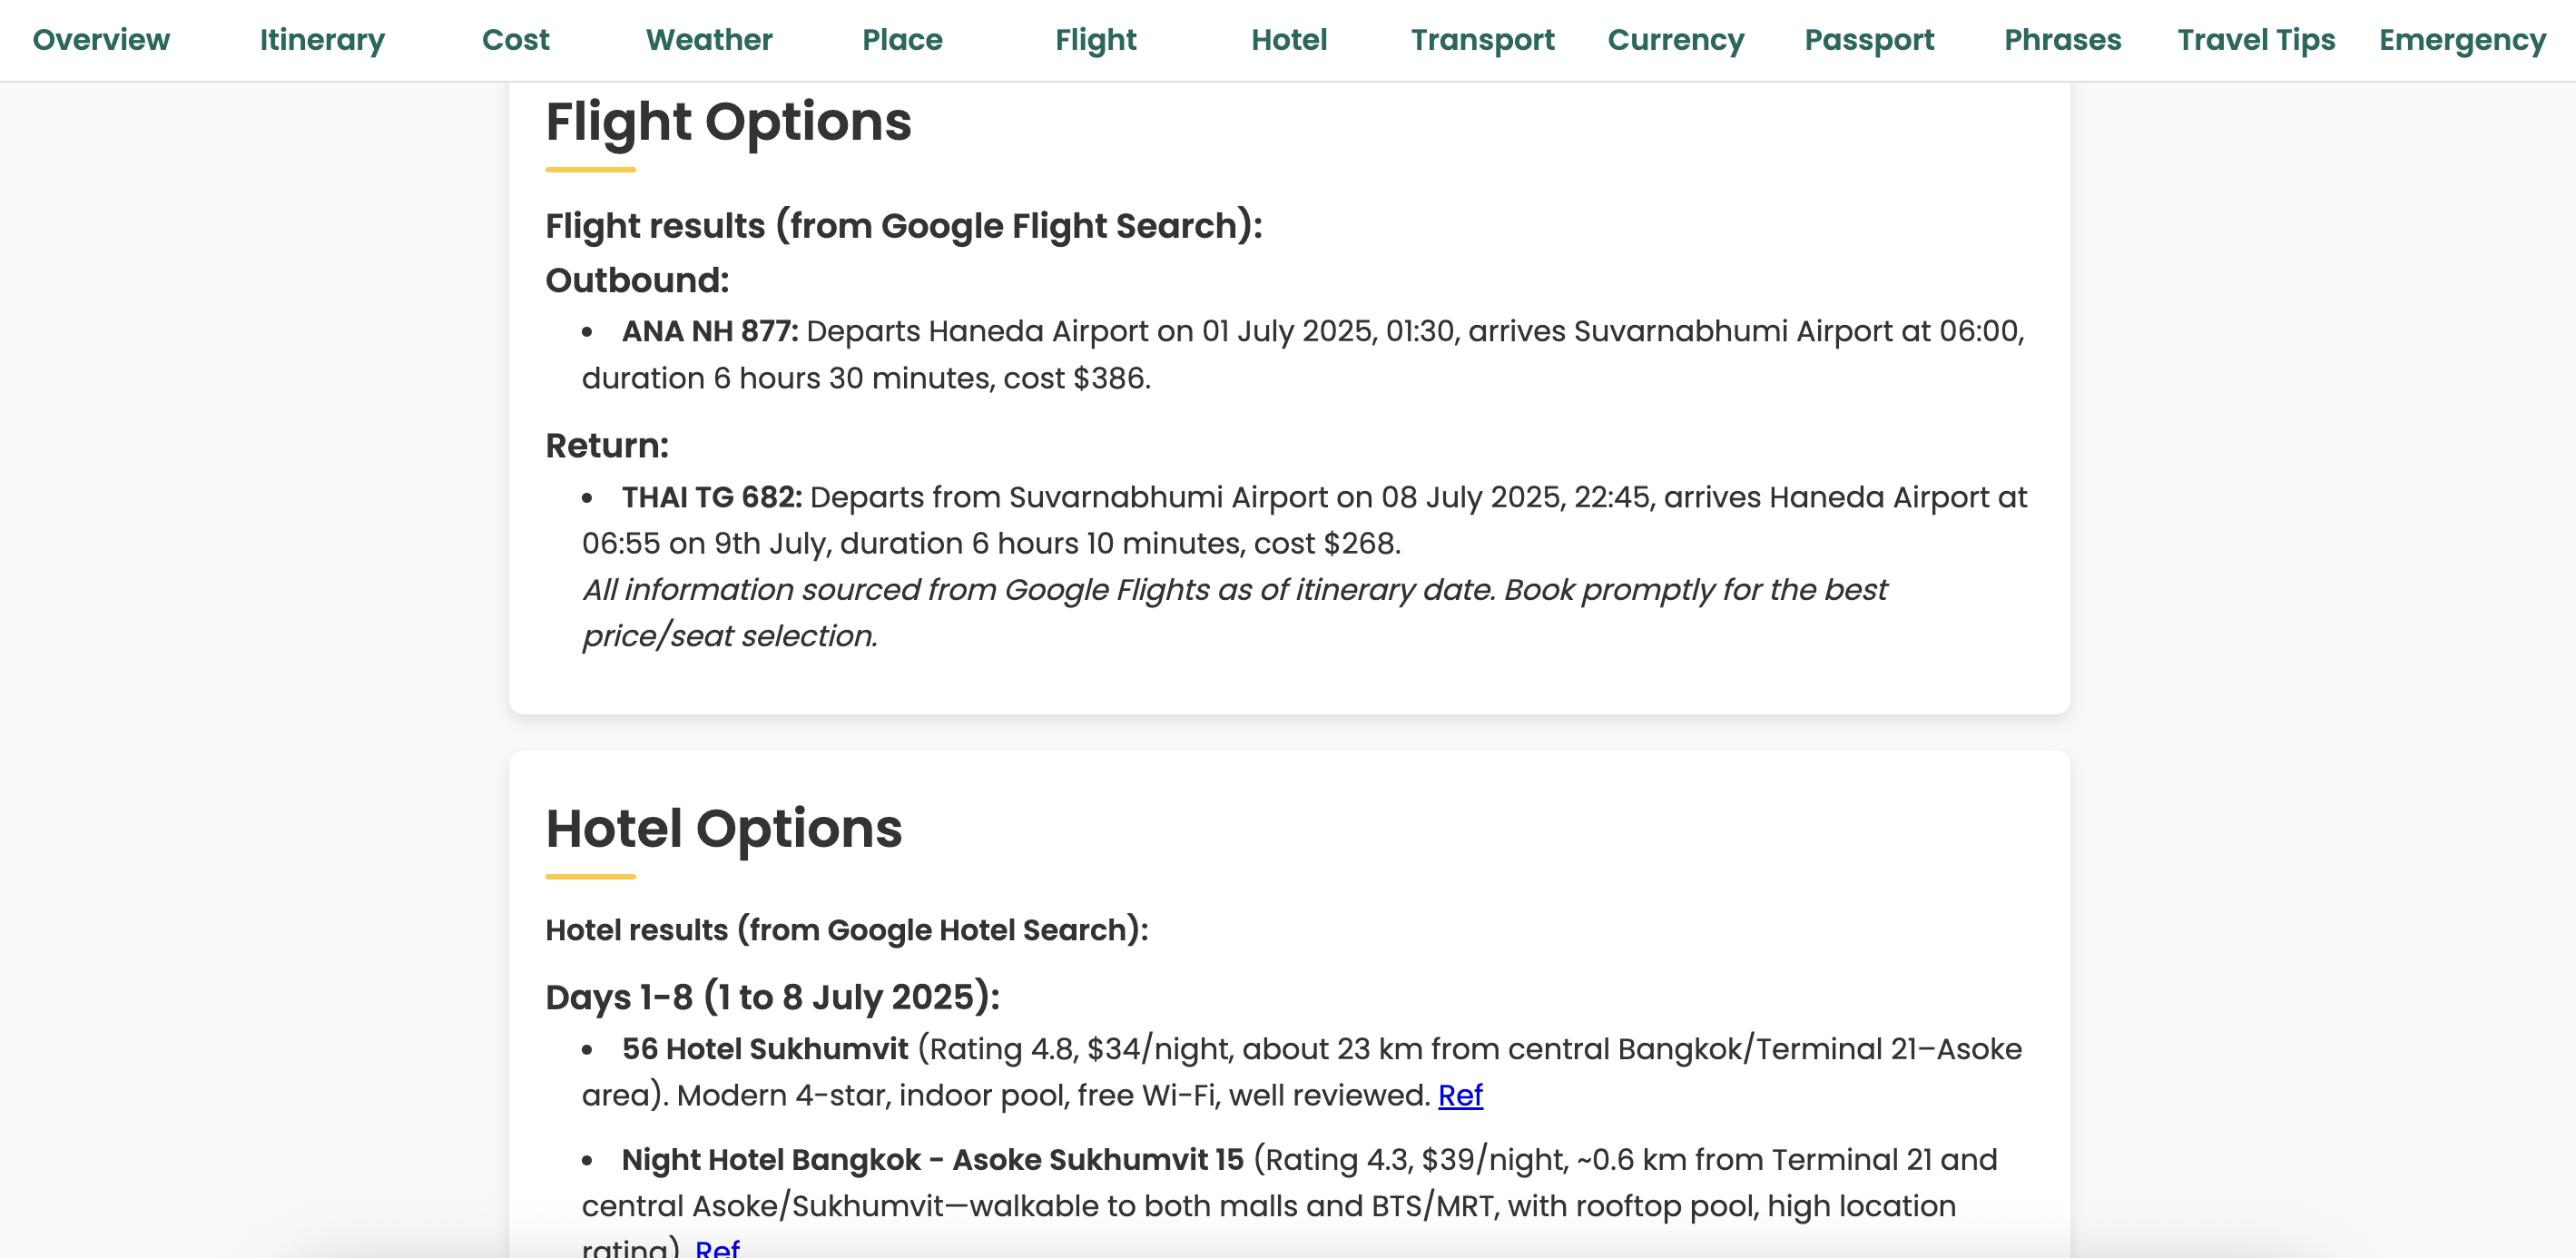 Overview Itinerary Cost Weather Place Flight Hotel Transport Currency Passport Phrases Travel Tips Emergency
Flight Options
Flight results (from Google Flight Search):
Outbound:
• ANA NH 877: Departs Haneda Airport on 01 July 2025, 01:30, arrives Suvarnabhumi Airport at 06:00,
duration 6 hours 30 minutes, cost $386.
Return:
• THAI TG 682: Departs from Suvarnabhumi Airport on 08 July 2025, 22:45, arrives Haneda Airport at
06:55 on 9th July, duration 6 hours 10 minutes, cost $268.
All information sourced from Google Flights as of itinerary date. Book promptly for the best
price/seat selection.
Hotel Options
Hotel results (from Google Hotel Search):
Days 1-8 (1 to 8 July 2025):
• 56 Hotel Sukhumvit (Rating 4.8, $34/night, about 23 km from central Bangkok/Terminal 21–Asoke
area). Modern 4-star, indoor pool, free Wi-Fi, well reviewed. Ref
• Night Hotel Bangkok - Asoke Sukhumvit 15 (Rating 4.3, $39/night, ~0.6 km from Terminal 21 and
central Asoke/Sukhumvit—walkable to both malls and BTS/MRT, with rooftop pool, high location
rating). Ref